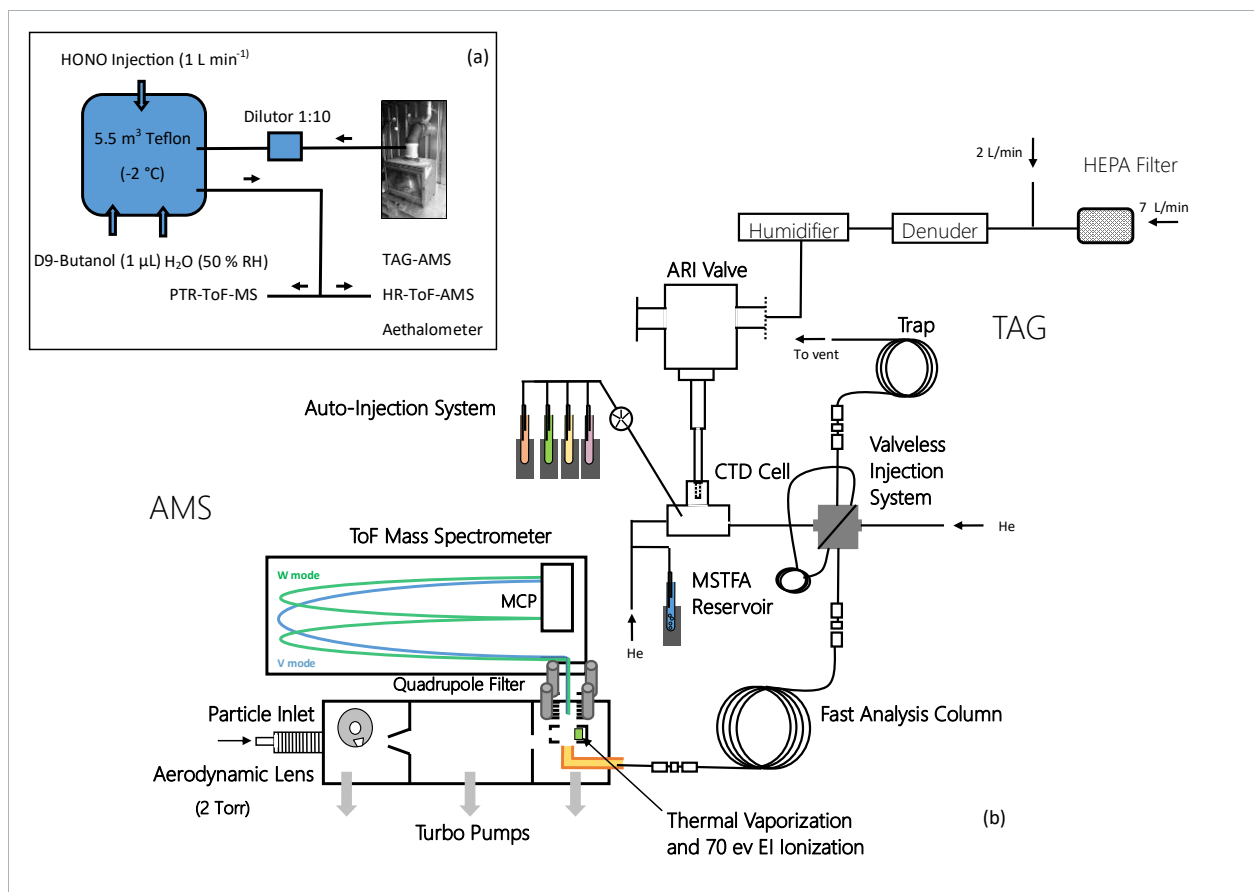 HONO Injection (1 L min⁻¹)
(a)
Dilutor 1:10
5.5 m³ Teflon
(-2 °C)
D9-Butanol (1 µL)
H₂O (50 % RH)
TAG-AMS
PTR-ToF-MS
HR-ToF-AMS
Aethalometer
2 L/min
HEPA Filter
7 L/min
Humidifier
Denuder
ARI Valve
TAG
Trap
To vent
Auto-Injection System
Valveless
Injection
System
CTD Cell
AMS
He
ToF Mass Spectrometer
W mode
MCP
V mode
MSTFA
Reservoir
He
Quadrupole Filter
Particle Inlet
Fast Analysis Column
Aerodynamic Lens
(2 Torr)
Turbo Pumps
Thermal Vaporization
and 70 ev EI Ionization
(b)